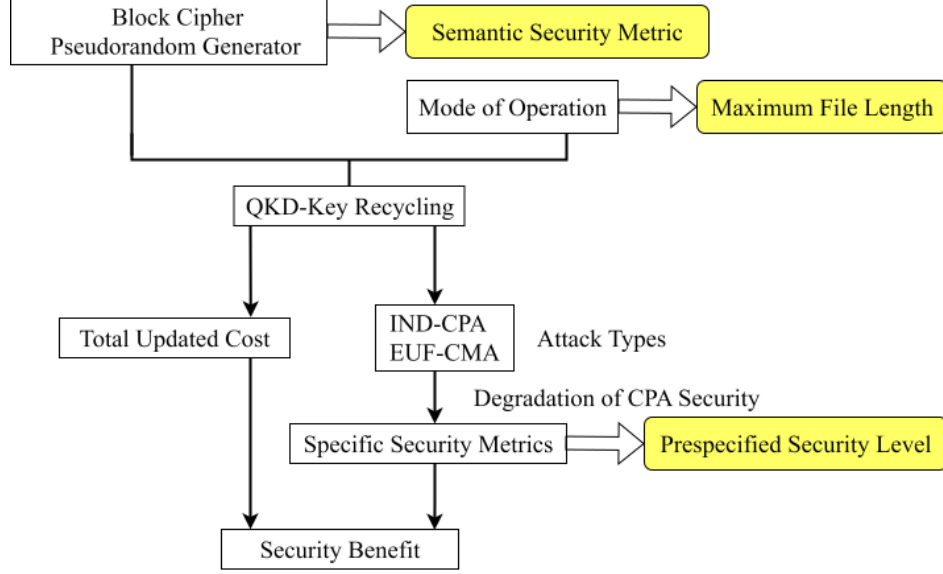 Block Cipher
Pseudorandom Generator
Semantic Security Metric
Mode of Operation
Maximum File Length
QKD-Key Recycling
Total Updated Cost
IND-CPA
EUF-CMA
Attack Types
Degradation of CPA Security
Specific Security Metrics
Prespecified Security Level
Security Benefit